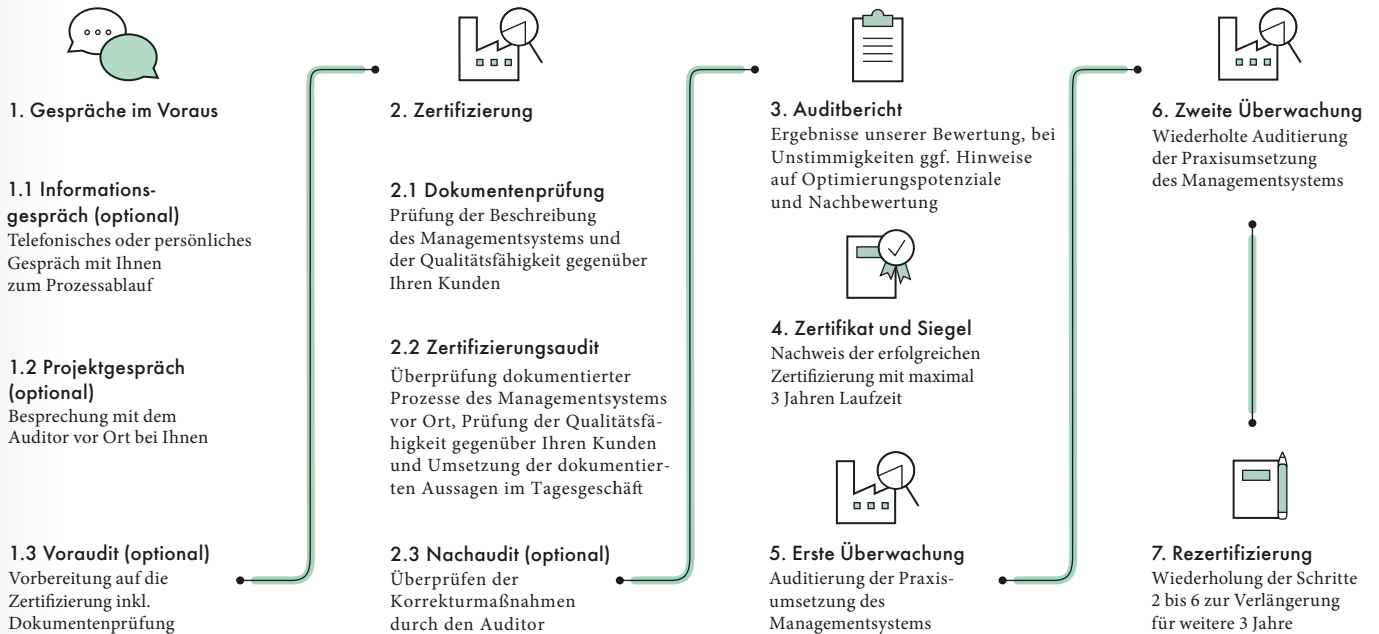 1. Gespräche im Voraus
1.1 Informations-
gespräch (optional)
Telefonisches oder persönliches
Gespräch mit Ihnen
zum Prozessablauf
1.2 Projektgespräch
(optional)
Besprechung mit dem
Auditor vor Ort bei Ihnen
1.3 Voraudit (optional)
Vorbereitung auf die
Zertifizierung inkl.
Dokumentenprüfung
2. Zertifizierung
2.1 Dokumentenprüfung
Prüfung der Beschreibung
des Managementsystems und
der Qualitätsfähigkeit gegenüber
Ihren Kunden
2.2 Zertifizierungsaudit
Überprüfung dokumentierter
Prozesse des Managementsystems
vor Ort, Prüfung der Qualitätsfä-
higkeit gegenüber Ihren Kunden
und Umsetzung der dokumentier-
ten Aussagen im Tagesgeschäft
2.3 Nachaudit (optional)
Überprüfen der
Korrekturmaßnahmen
durch den Auditor
3. Auditbericht
Ergebnisse unserer Bewertung, bei
Unstimmigkeiten ggf. Hinweise
auf Optimierungspotenziale
und Nachbewertung
4. Zertifikat und Siegel
Nachweis der erfolgreichen
Zertifizierung mit maximal
3 Jahren Laufzeit
5. Erste Überwachung
Auditierung der Praxis-
umsetzung des
Managementsystems
6. Zweite Überwachung
Wiederholte Auditierung
der Praxisumsetzung
des Managementsystems
7. Rezertifizierung
Wiederholung der Schritte
2 bis 6 zur Verlängerung
für weitere 3 Jahre